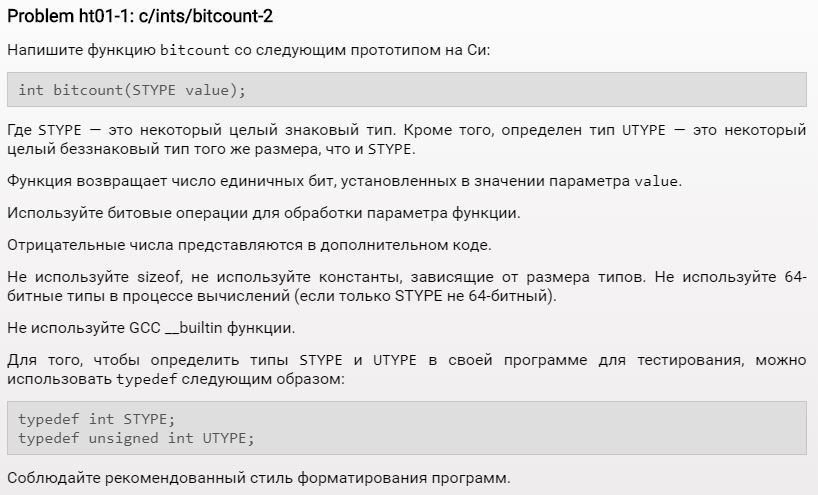 Problem ht01-1: c/ints/bitcount-2
Напишите функцию bitcount со следующим прототипом на Си:
int bitcount(STYPE value);
Где STYPE — это некоторый целый знаковый тип. Кроме того, определен тип UTYPE — это некоторый
целый беззнаковый тип того же размера, что и STYPE.
Функция возвращает число единичных бит, установленных в значении параметра value.
Используйте битовые операции для обработки параметра функции.
Отрицательные числа представляются в дополнительном коде.
Не используйте sizeof, не используйте константы, зависящие от размера типов. Не используйте 64-
битные типы в процессе вычислений (если только STYPE не 64-битный).
Не используйте GCC __builtin функции.
Для того, чтобы определить типы STYPE и UTYPE в своей программе для тестирования, можно
использовать typedef следующим образом:
typedef int STYPE;
typedef unsigned int UTYPE;
Соблюдайте рекомендованный стиль форматирования программ.